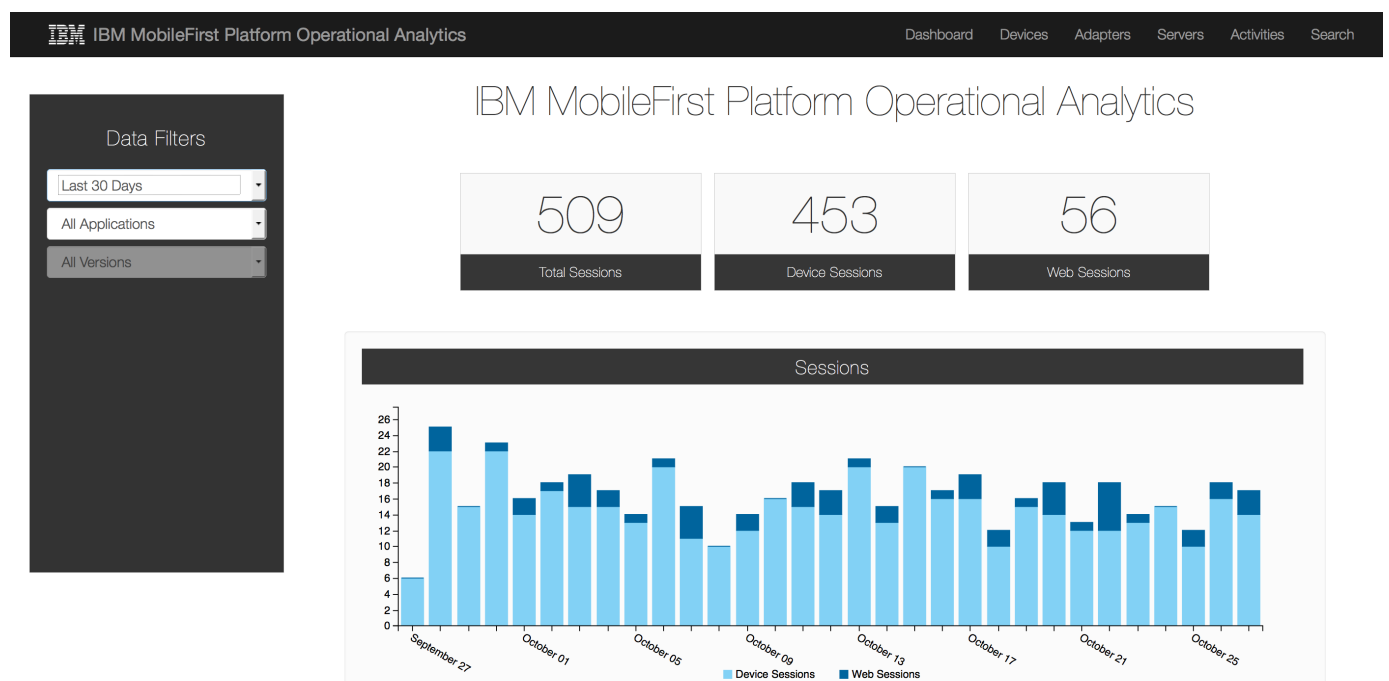 IBM IBM MobileFirst Platform Operational Analytics
Dashboard Devices Adapters Servers Activities Search
IBM MobileFirst Platform Operational Analytics
Data Filters
Last 30 Days
All Applications
All Versions
509
Total Sessions
453
Device Sessions
56
Web Sessions
Sessions
26
24
22
20
18
16
14
12
10
8
6
4
2
0
September 27
October 01
October 05
October 09
October 13
October 17
October 21
October 25
Device Sessions
Web Sessions